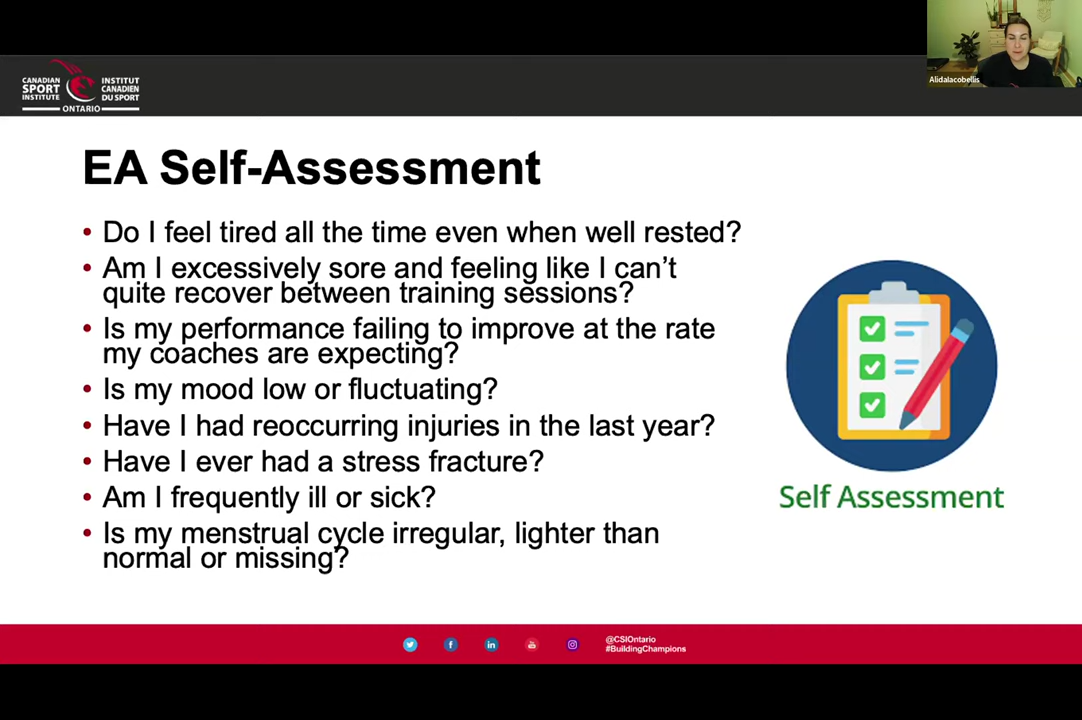 CANADIAN
SPORT
INSTITUTE
INSTITUT
CANADIEN
DU SPORT
ONTARIO
AlidaIacobellis
EA Self-Assessment
• Do I feel tired all the time even when well rested?
• Am I excessively sore and feeling like I can’t
quite recover between training sessions?
• Is my performance failing to improve at the rate
my coaches are expecting?
• Is my mood low or fluctuating?
• Have I had reoccurring injuries in the last year?
• Have I ever had a stress fracture?
• Am I frequently ill or sick?
• Is my menstrual cycle irregular, lighter than
normal or missing?
Self Assessment
@CSIOntario
#BuildingChampions